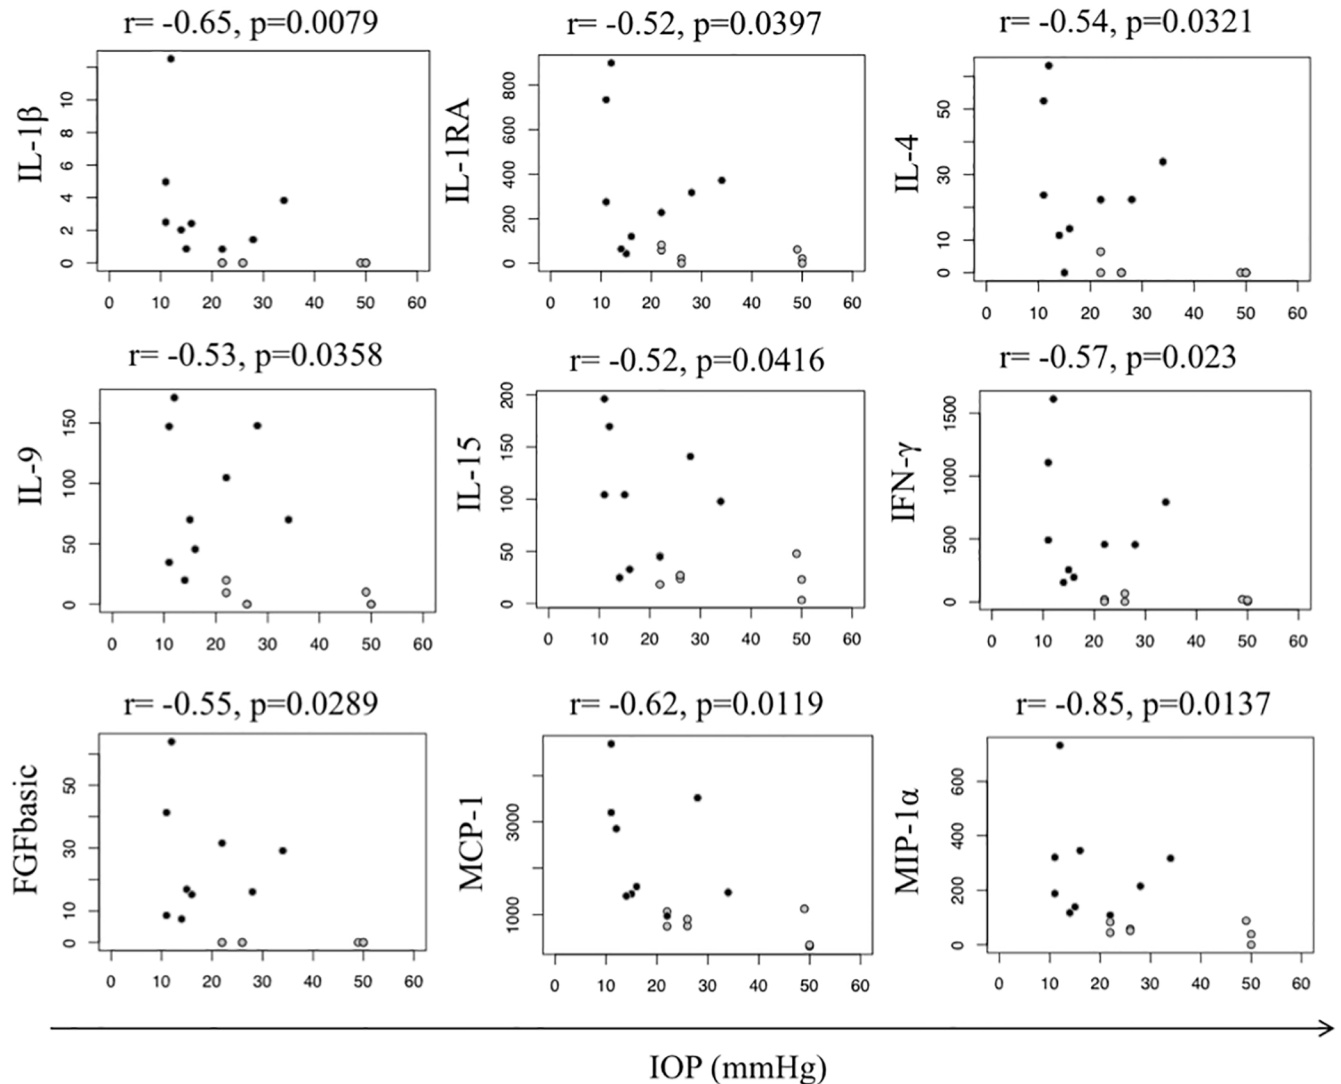 r= -0.65, p=0.0079
IL-1β
0 2 4 6 8 10
0 10 20 30 40 50 60
r= -0.52, p=0.0397
IL-1RA
0 200 400 600 800
0 10 20 30 40 50 60
r= -0.54, p=0.0321
IL-4
0 10 30 50
0 10 20 30 40 50 60
r= -0.53, p=0.0358
IL-9
0 50 100 150
0 10 20 30 40 50 60
r= -0.52, p=0.0416
IL-15
0 50 100 150 200
0 10 20 30 40 50 60
r= -0.57, p=0.023
IFN-γ
0 500 1000 1500
0 10 20 30 40 50 60
r= -0.55, p=0.0289
FGFbasic
0 10 30 50
0 10 20 30 40 50 60
r= -0.62, p=0.0119
MCP-1
1000 3000
0 10 20 30 40 50 60
r= -0.85, p=0.0137
MIP-1α
0 200 400 600
0 10 20 30 40 50 60
IOP (mmHg)